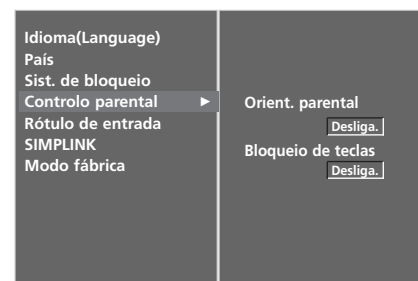 Idioma(Language)
País
Sist. de bloqueio
Controlo parental ►
Rótulo de entrada
SIMPLINK
Modo fábrica
Orient. parental
Desliga.
Bloqueio de teclas
Desliga.